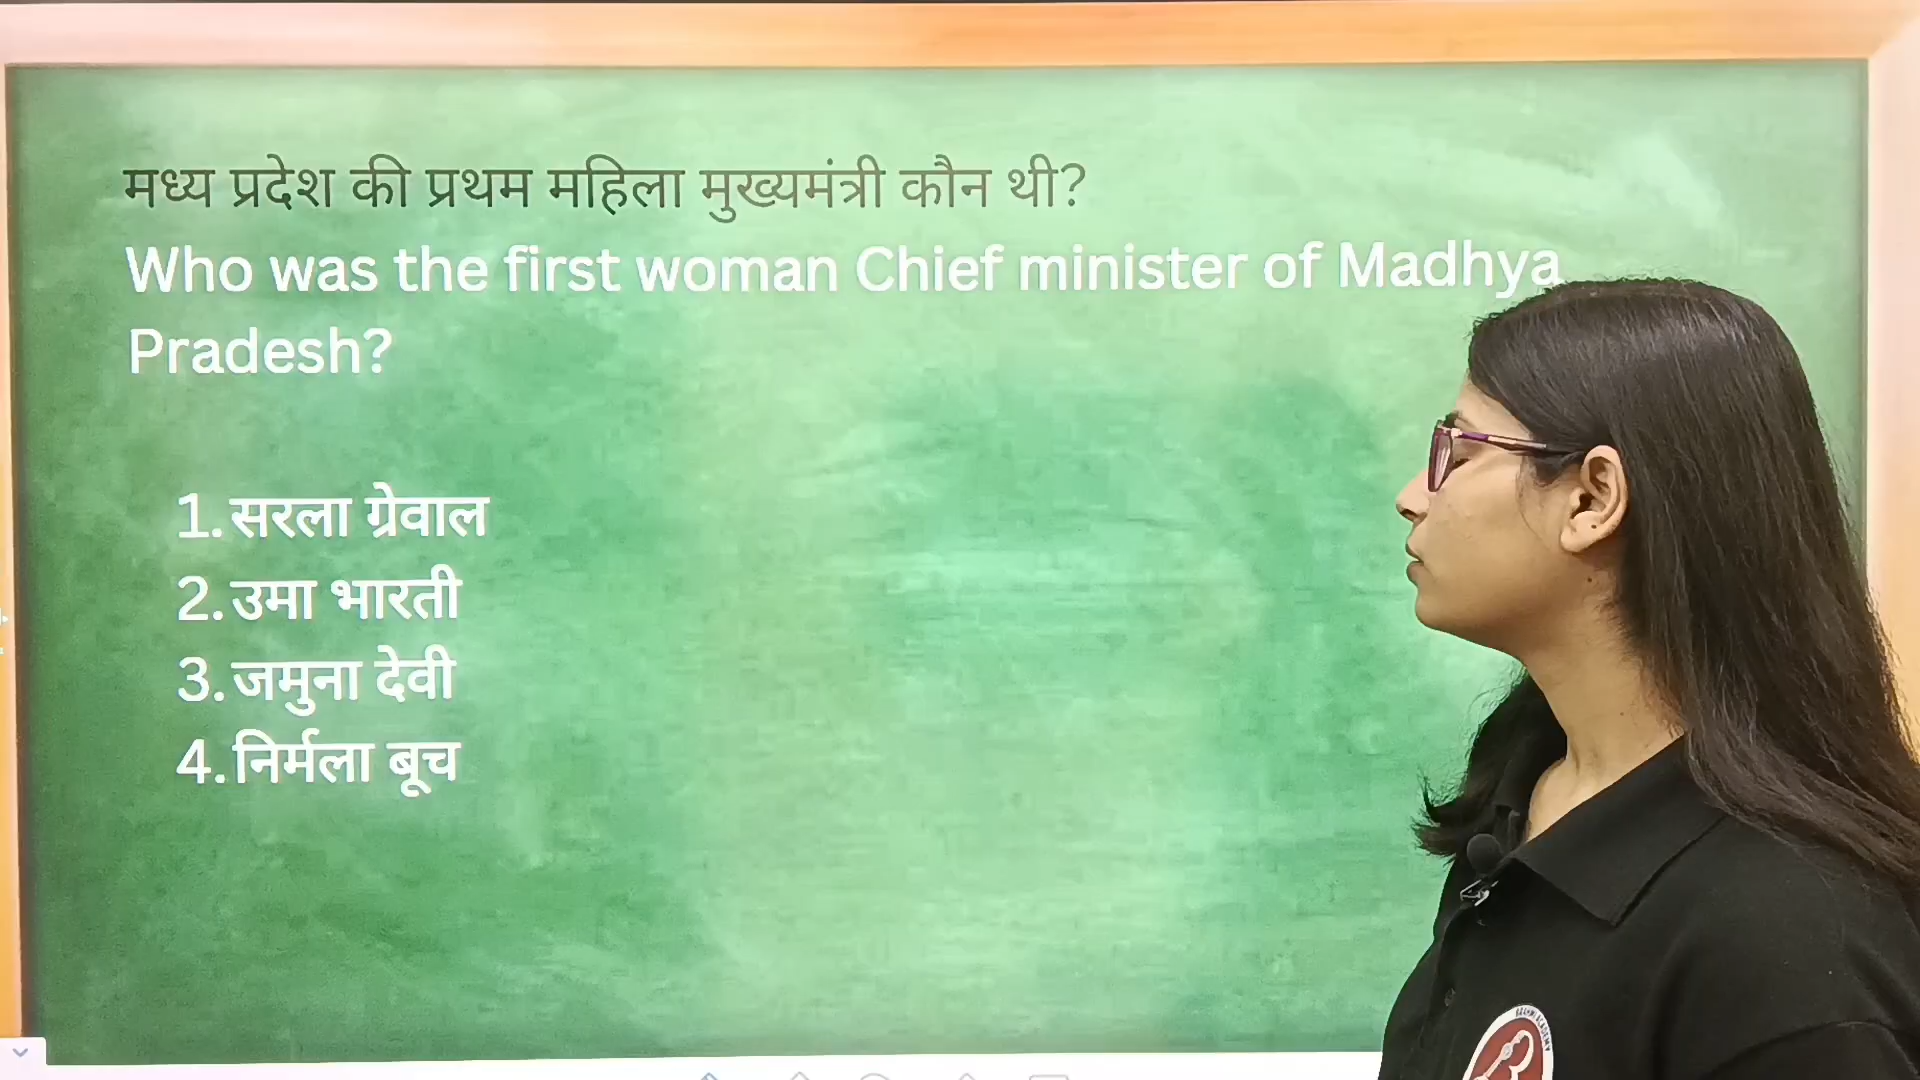 मध्य प्रदेश की प्रथम महिला मुख्यमंत्री कौन थी?
Who was the first woman Chief minister of Madhya
Pradesh?
1. सरला ग्रेवाल
2. उमा भारती
3. जमुना देवी
4. निर्मला बूच